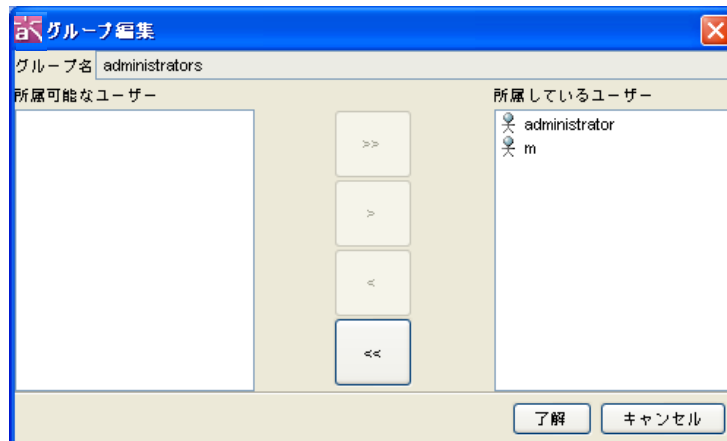 グループ編集
グループ名 administrators
所属可能なユーザー
所属しているユーザー
administrator
m
>>
>
<
<<
了解
キャンセル